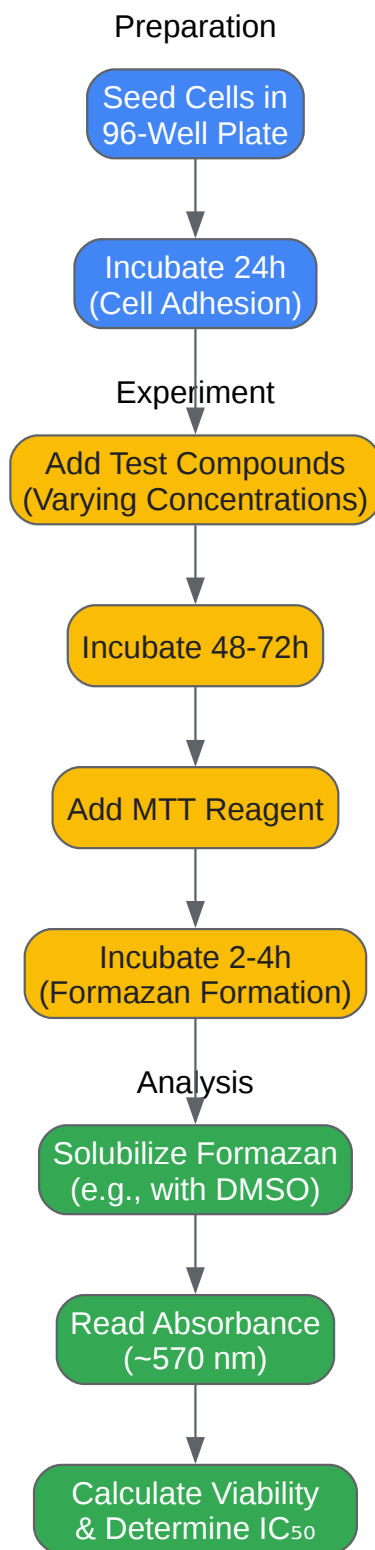 Preparation
Seed Cells in
96-Well Plate
Incubate 24h
(Cell Adhesion)
Experiment
Add Test Compounds
(Varying Concentrations)
Incubate 48-72h
Add MTT Reagent
Incubate 2-4h
(Formazan Formation)
Analysis
Solubilize Formazan
(e.g., with DMSO)
Read Absorbance
(~570 nm)
Calculate Viability
& Determine IC₅₀